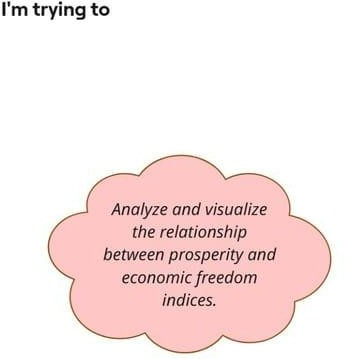 I'm trying to
Analyze and visualize
the relationship
between prosperity and
economic freedom
indices.